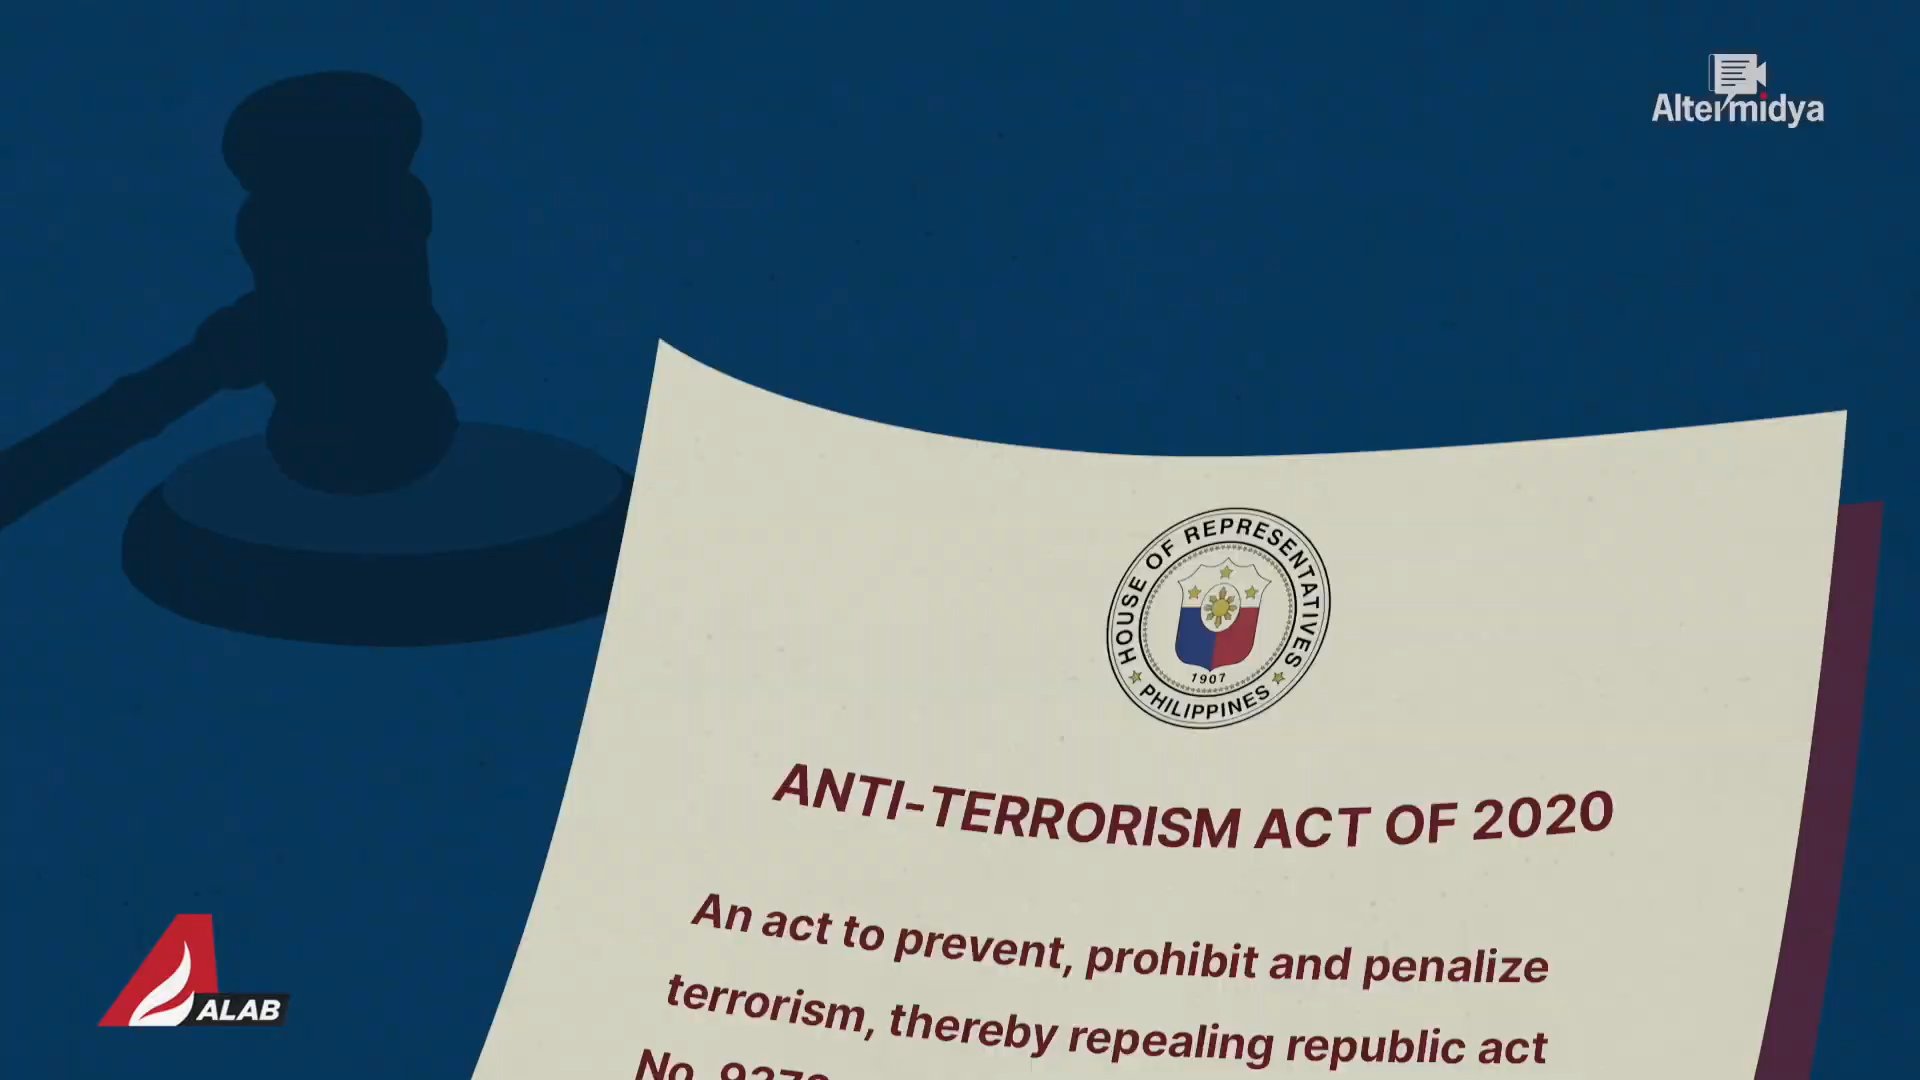 Altermidya
HOUSE OF REPRESENTATIVES
1907
PHILIPPINES
ANTI-TERRORISM ACT OF 2020
An act to prevent, prohibit and penalize
terrorism, thereby repealing republic act
No.
ALAB